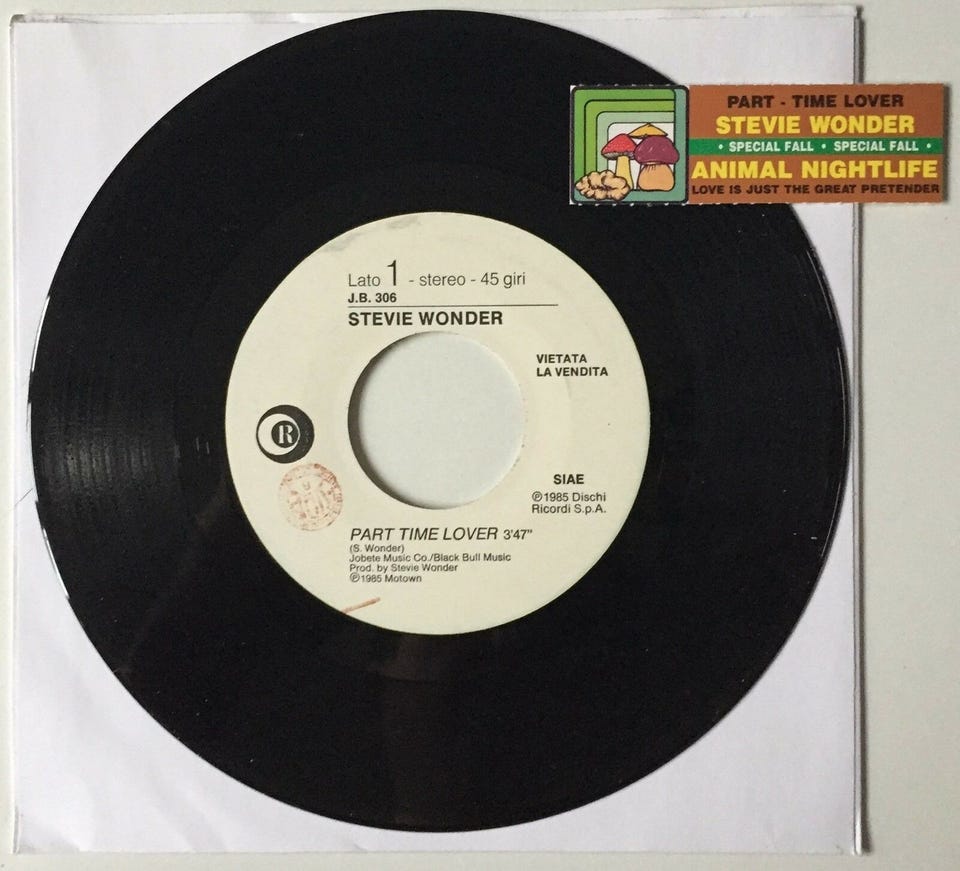 PART - TIME LOVER
STEVIE WONDER
• SPECIAL FALL • SPECIAL FALL •
ANIMAL NIGHTLIFE
LOVE IS JUST THE GREAT PRETENDER
Lato 1 - stereo - 45 giri
J.B. 306
STEVIE WONDER
VIETATA
LA VENDITA
R
SIAE
℗1985 Dischi
Ricordi S.p.A.
PART TIME LOVER 3'47"
(S. Wonder)
Jobete Music Co./Black Bull Music
Prod. by Stevie Wonder
℗1985 Motown